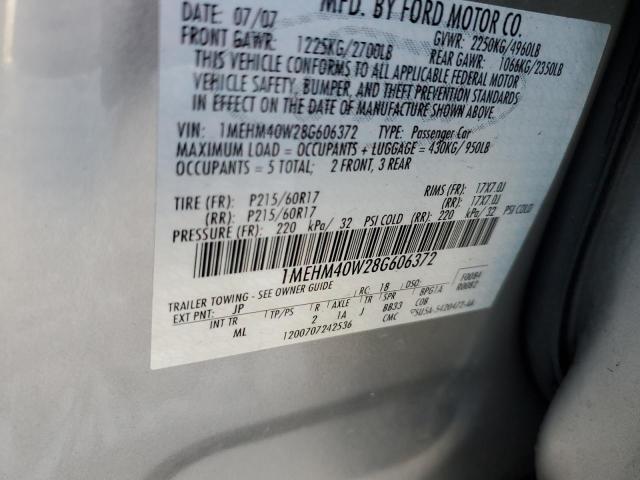 DATE: 07/07 MFD. BY FORD MOTOR CO.
FRONT GAWR: 1225KG/2700LB GVWR: 2250KG/4960LB
REAR GAWR: 1066KG/2350LB
THIS VEHICLE CONFORMS TO ALL APPLICABLE FEDERAL MOTOR
VEHICLE SAFETY, BUMPER, AND THEFT PREVENTION STANDARDS
IN EFFECT ON THE DATE OF MANUFACTURE SHOWN ABOVE
VIN: 1MEHM40W28G606372 TYPE: Passenger Car
MAXIMUM LOAD = OCCUPANTS + LUGGAGE = 430KG/950LB
OCCUPANTS = 5 TOTAL: 2 FRONT, 3 REAR
TIRE (FR): P215/60R17 RIMS (FR): 17X7.0J
(RR): P215/60R17 (RR): 17X7.0J
PRESSURE (FR): 220 kPa/ 32 PSI COLD (RR): 220 kPa/ 32 PSI COLD
1MEHM40W28G606372
TRAILER TOWING - SEE OWNER GUIDE RC: 18 DSO: F0084
R0082
EXT PNT: JP
INT TR TP/PS R AXLE TR SPR BPG1A
ML 2 1A J BB33 COB
1200707242536 CMC